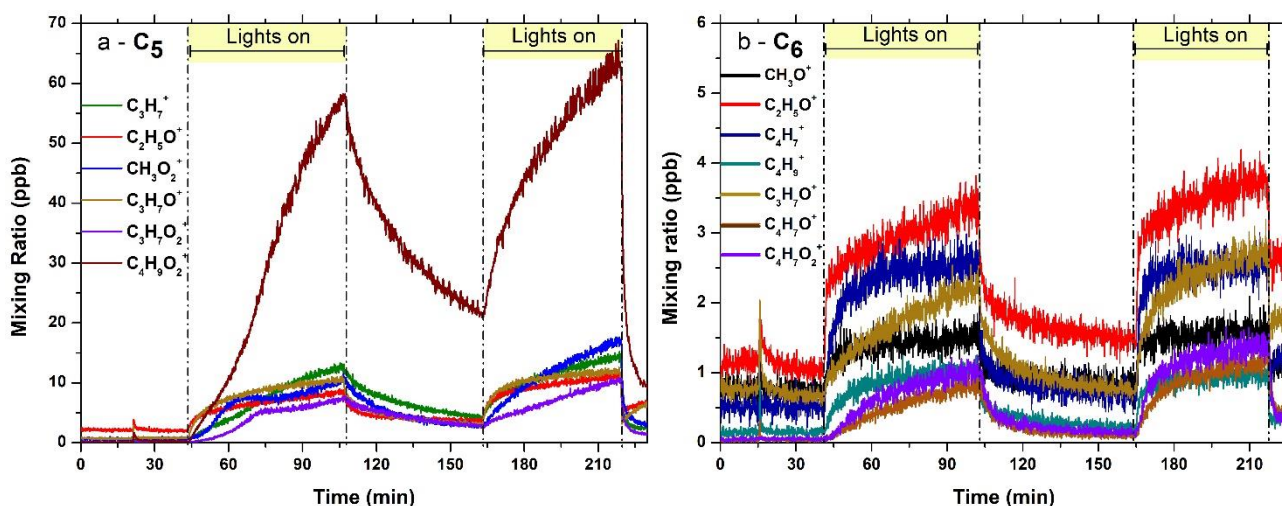 a - C₅
Lights on
Lights on
C₃H₇⁺
C₂H₅O⁺
CH₃O₂⁺
C₃H₇O⁺
C₃H₇O₂⁺
C₄H₉O₂⁺
Mixing Ratio (ppb)
70
60
50
40
30
20
10
0
0 30 60 90 120 150 180 210
Time (min)
b - C₆
Lights on
Lights on
CH₃O⁺
C₂H₅O⁺
C₄H₇⁺
C₄H₉⁺
C₃H₇O⁺
C₄H₇O⁺
C₄H₇O₂⁺
Mixing ratio (ppb)
6
5
4
3
2
1
0
0 30 60 90 120 150 180 210
Time (min)